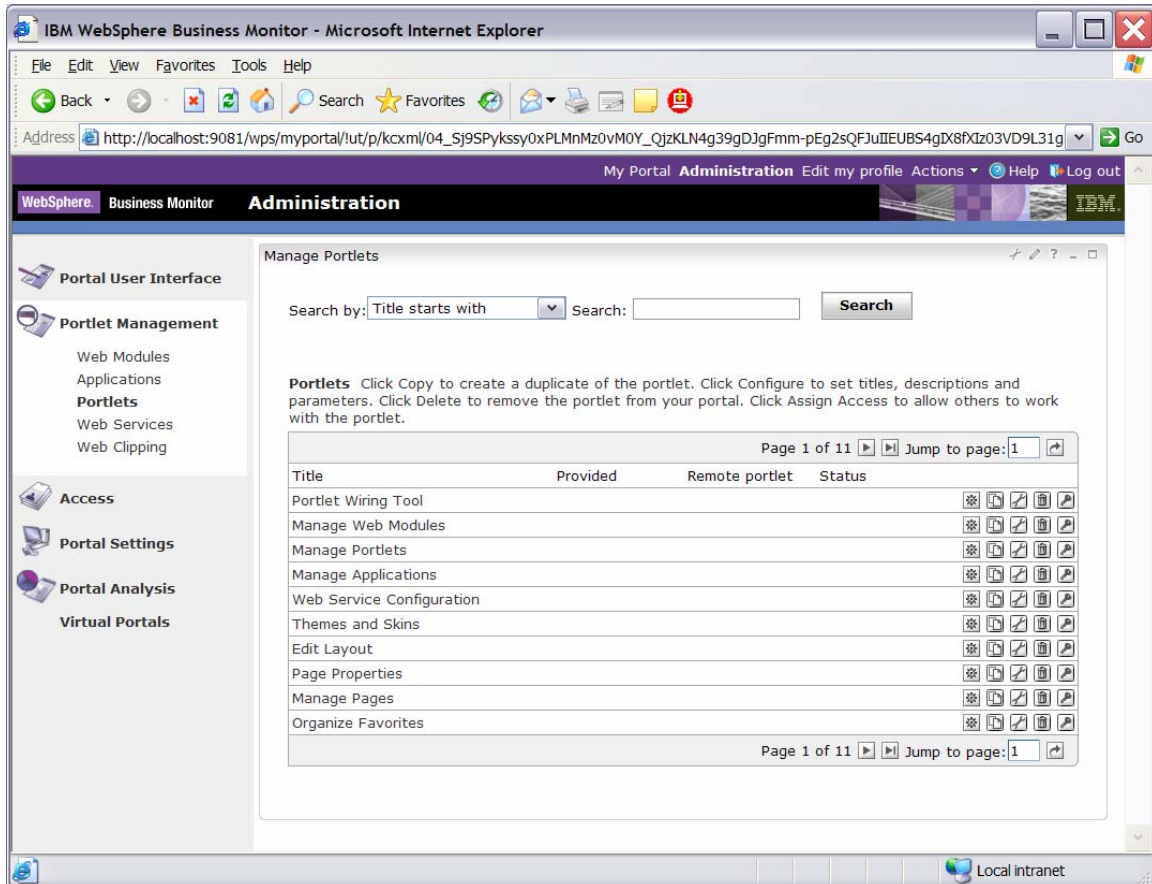 IBM WebSphere Business Monitor - Microsoft Internet Explorer
File Edit View Favorites Tools Help
Back Search Favorites
Address http://localhost:9081/wps/myportal/!ut/p/kcxml/04_Sj9SPykssy0xPLMnMz0vM0Y_QjzKLN4g39gDJgFmm-pEg2sQFJuIIEUBS4gIX8fXIz03VD9L31g Go
My Portal Administration Edit my profile Actions Help Log out
WebSphere. Business Monitor Administration IBM.
Manage Portlets
Portal User Interface
Search by: Title starts with Search: Search
Portlet Management
Web Modules
Applications
Portlets
Web Services
Web Clipping
Access
Portal Settings
Portal Analysis
Virtual Portals
Portlets Click Copy to create a duplicate of the portlet. Click Configure to set titles, descriptions and
parameters. Click Delete to remove the portlet from your portal. Click Assign Access to allow others to work
with the portlet.
Page 1 of 11 Jump to page: 1
Title Provided Remote portlet Status
Portlet Wiring Tool
Manage Web Modules
Manage Portlets
Manage Applications
Web Service Configuration
Themes and Skins
Edit Layout
Page Properties
Manage Pages
Organize Favorites
Page 1 of 11 Jump to page: 1
Local intranet